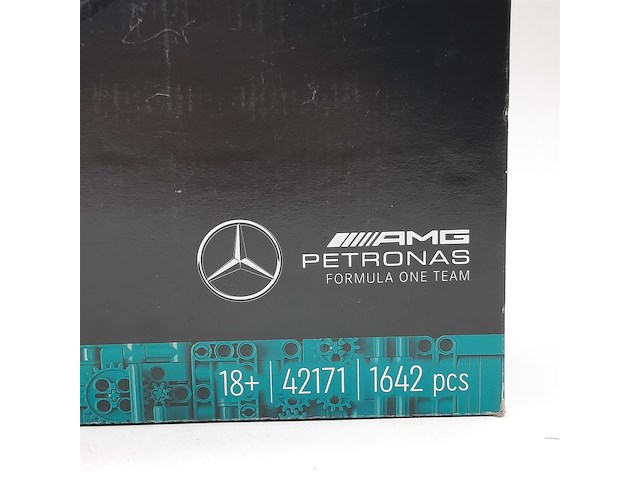 AMG
PETRONAS
FORMULA ONE TEAM
18+ | 42171 | 1642 pcs